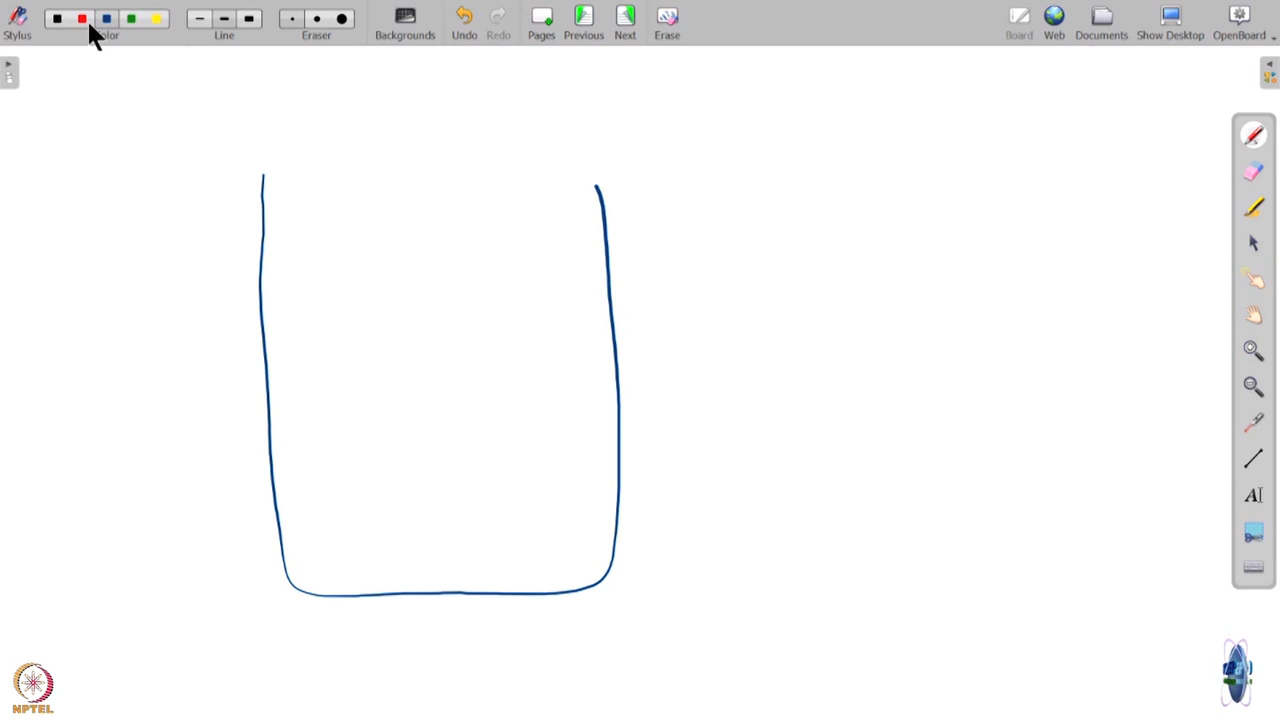 Stylus Color Line Eraser Backgrounds Undo Redo Pages Previous Next Erase Board Web Documents Show Desktop OpenBoard
A
NPTEL